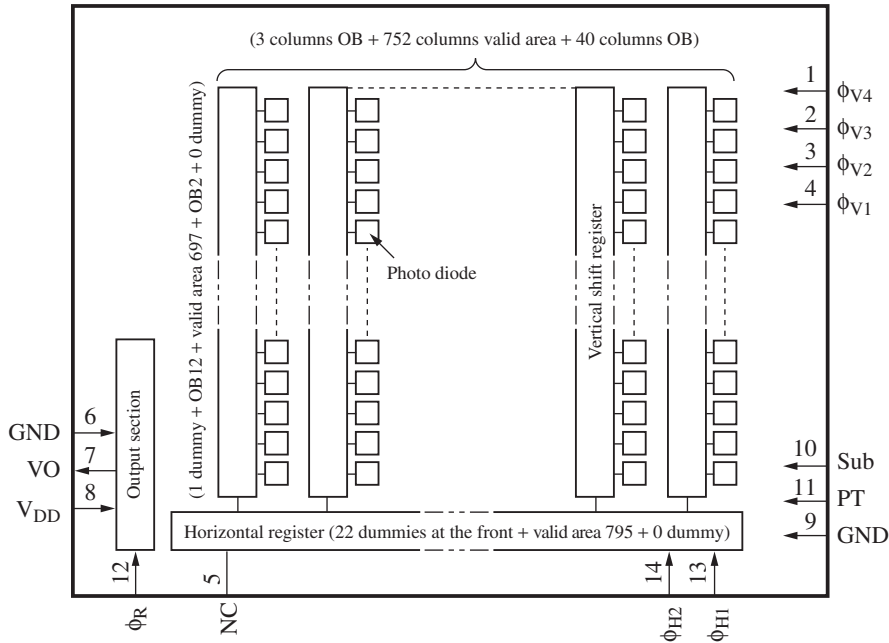 (3 columns OB + 752 columns valid area + 40 columns OB)
(1 dummy + OB12 + valid area 697 + OB2 + 0 dummy)
Photo diode
Vertical shift register
1 ϕV4
2 ϕV3
3 ϕV2
4 ϕV1
Output section
GND 6
VO 7
VDD 8
10 Sub
11 PT
9 GND
Horizontal register (22 dummies at the front + valid area 795 + 0 dummy)
12 ϕR
5 NC
14 ϕH2
13 ϕH1